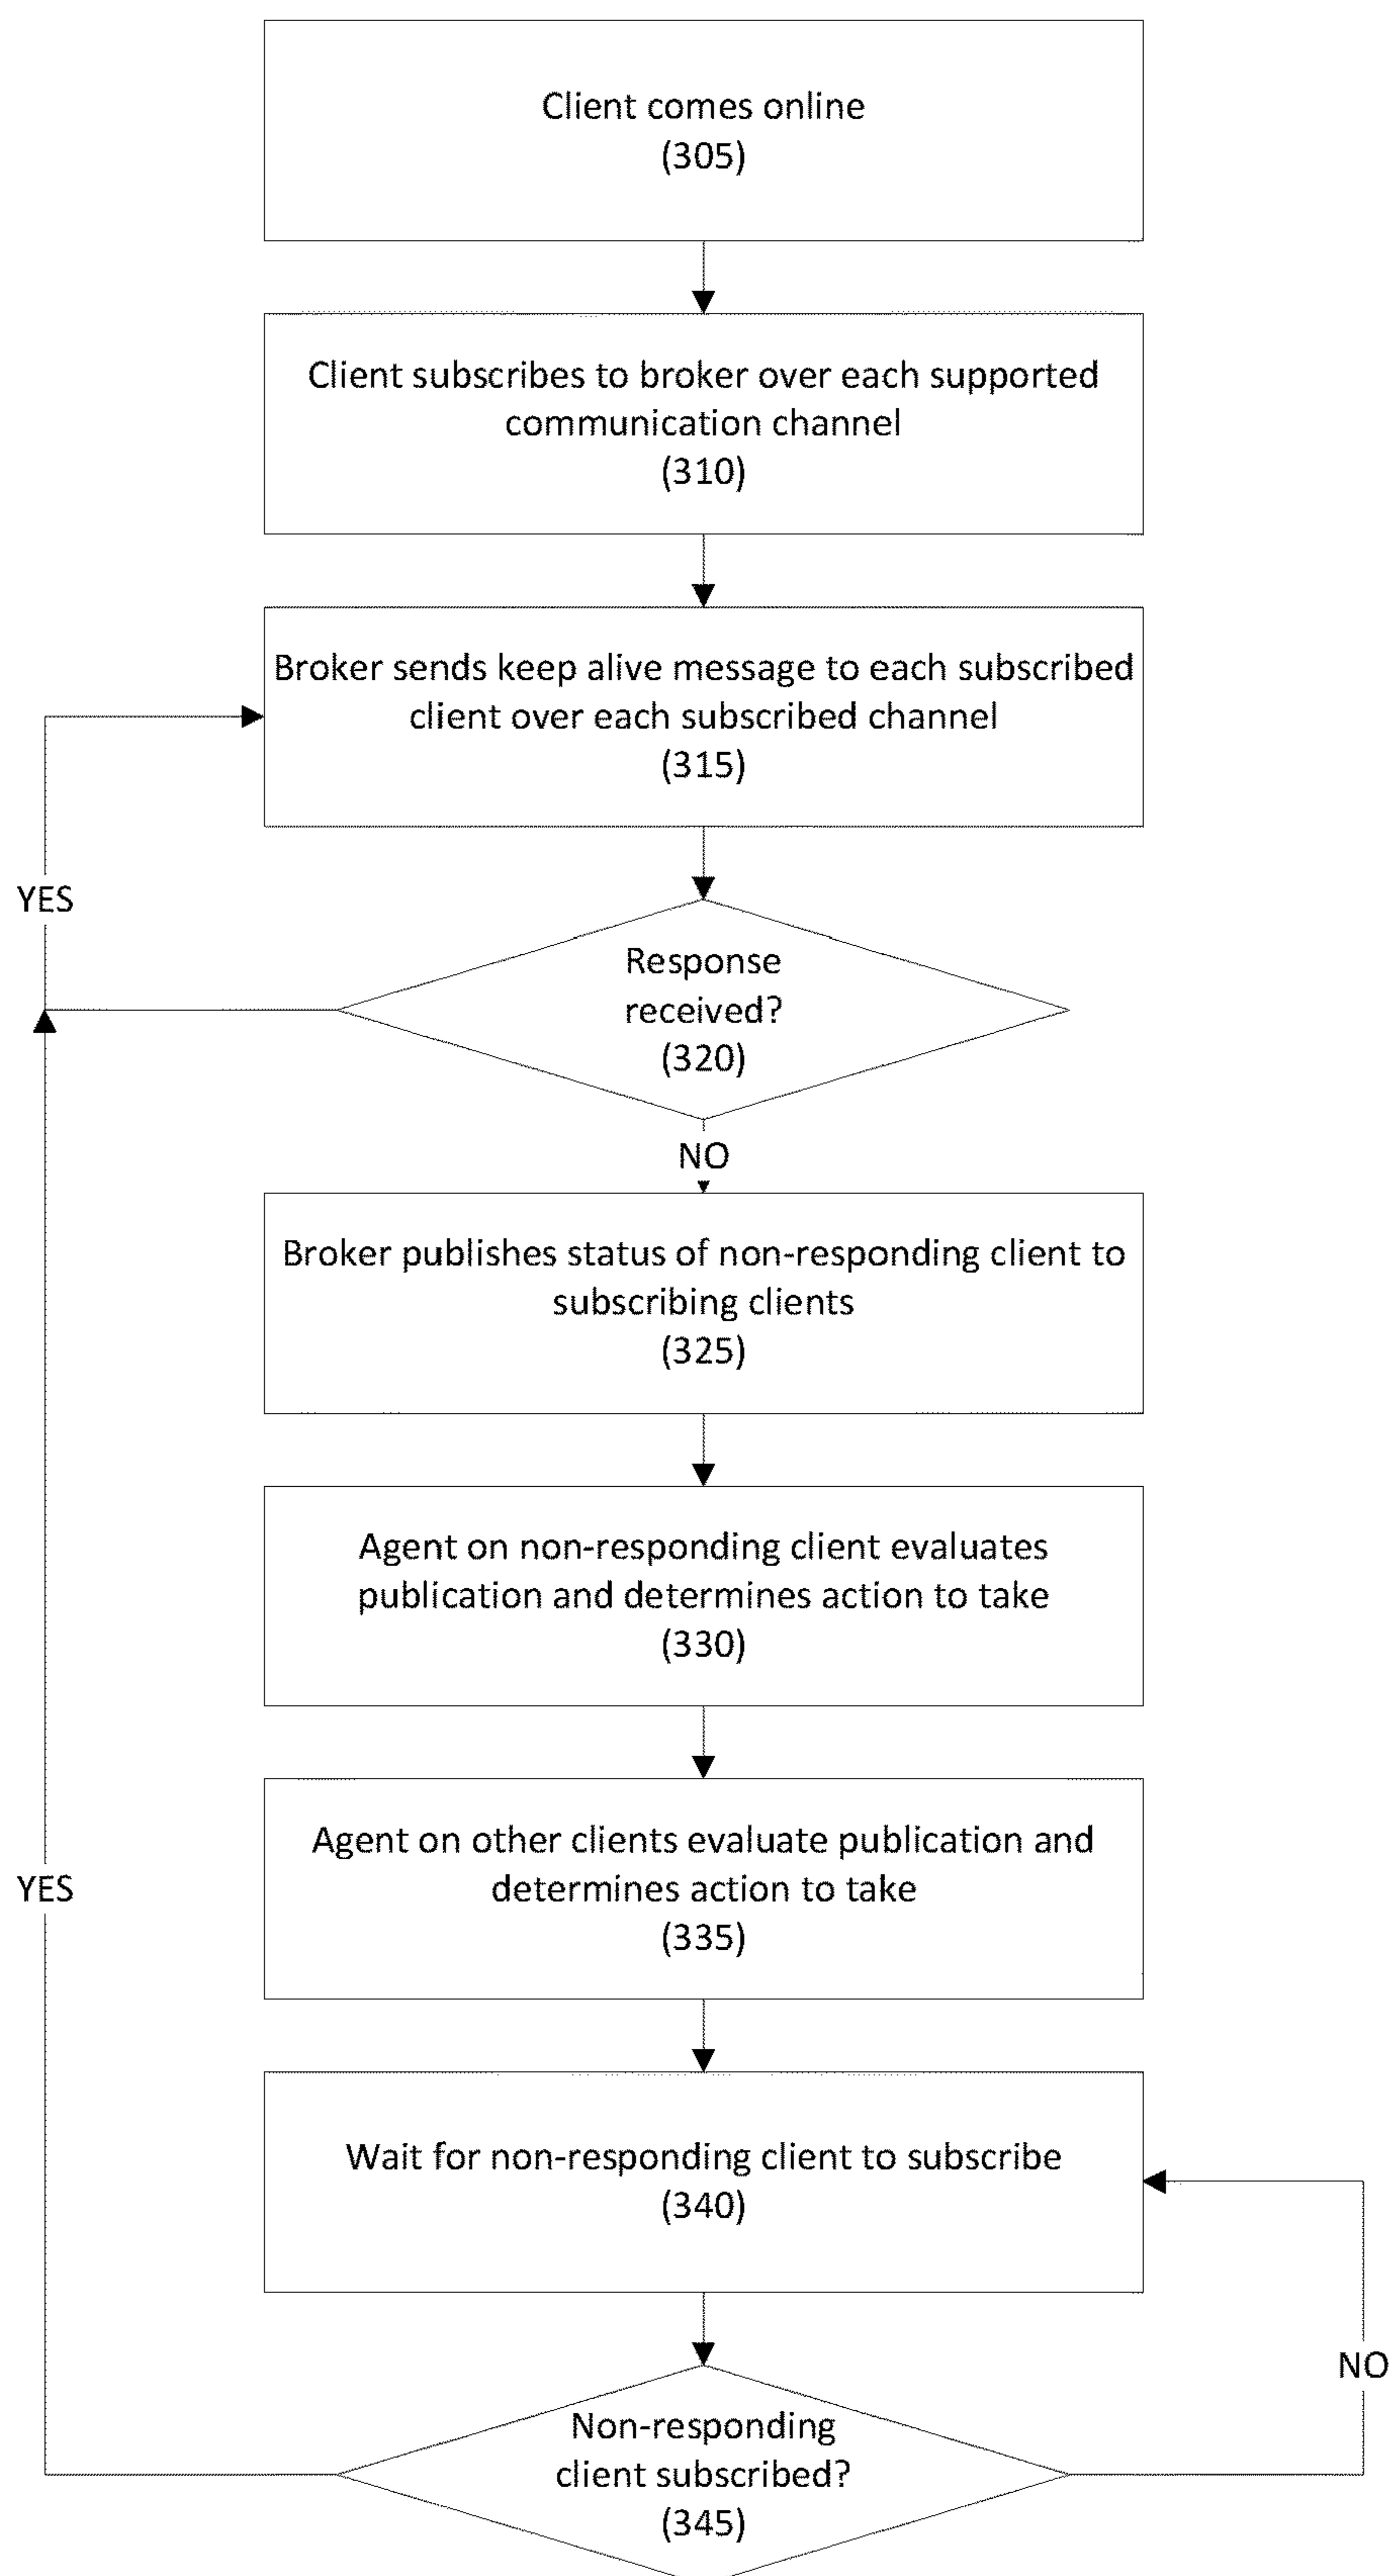 Client comes online
(305)
Client subscribes to broker over each supported
communication channel
(310)
Broker sends keep alive message to each subscribed
client over each subscribed channel
(315)
YES
Response
received?
(320)
NO
Broker publishes status of non-responding client to
subscribing clients
(325)
Agent on non-responding client evaluates
publication and determines action to take
(330)
Agent on other clients evaluate publication and
determines action to take
(335)
YES
Wait for non-responding client to subscribe
(340)
NO
Non-responding
client subscribed?
(345)